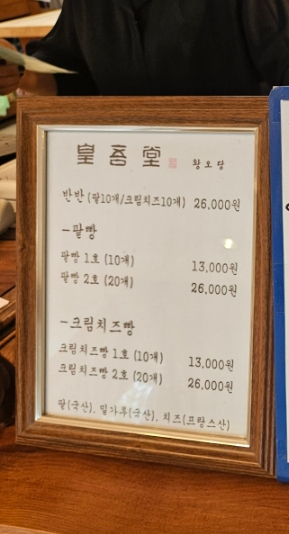 皇吾堂 황오당
반반 (팥10개/크림치즈10개) 26,000원
-팥빵
팥빵 1호 (10개) 13,000원
팥빵 2호 (20개) 26,000원
-크림치즈빵
크림치즈빵 1호 (10개) 13,000원
크림치즈빵 2호 (20개) 26,000원
팥(국산), 밀가루(국산), 치즈(프랑스산)